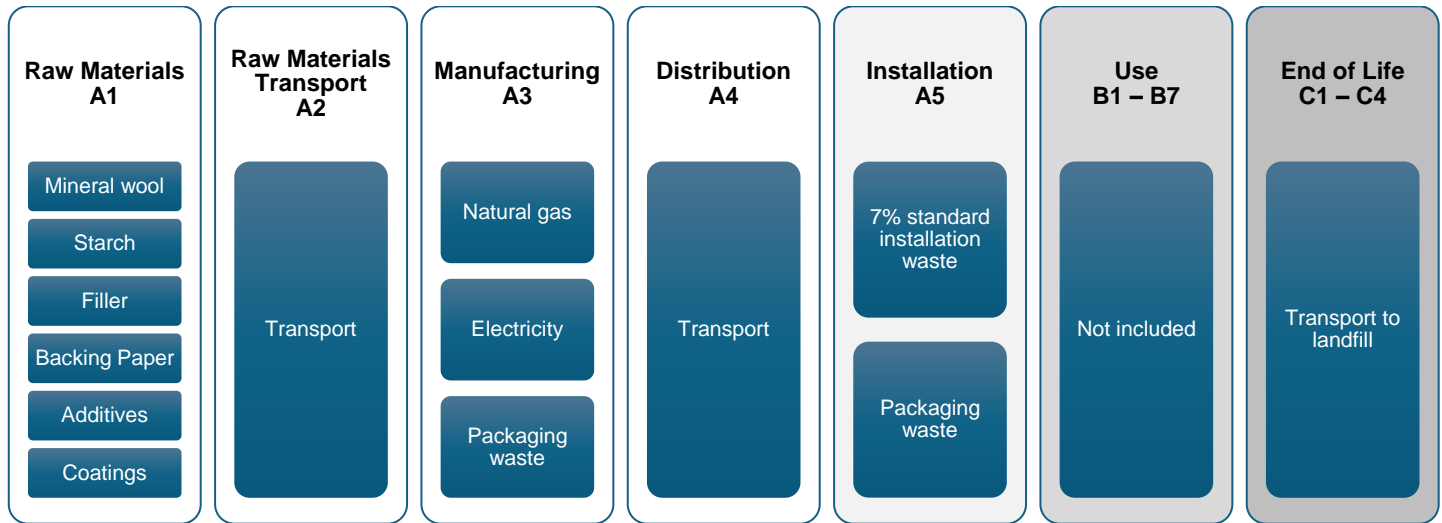 Raw Materials
A1
Mineral wool
Starch
Filler
Backing Paper
Additives
Coatings
Raw Materials
Transport
A2
Transport
Manufacturing
A3
Natural gas
Electricity
Packaging
waste
Distribution
A4
Transport
Installation
A5
7% standard
installation
waste
Packaging
waste
Use
B1 – B7
Not included
End of Life
C1 – C4
Transport to
landfill